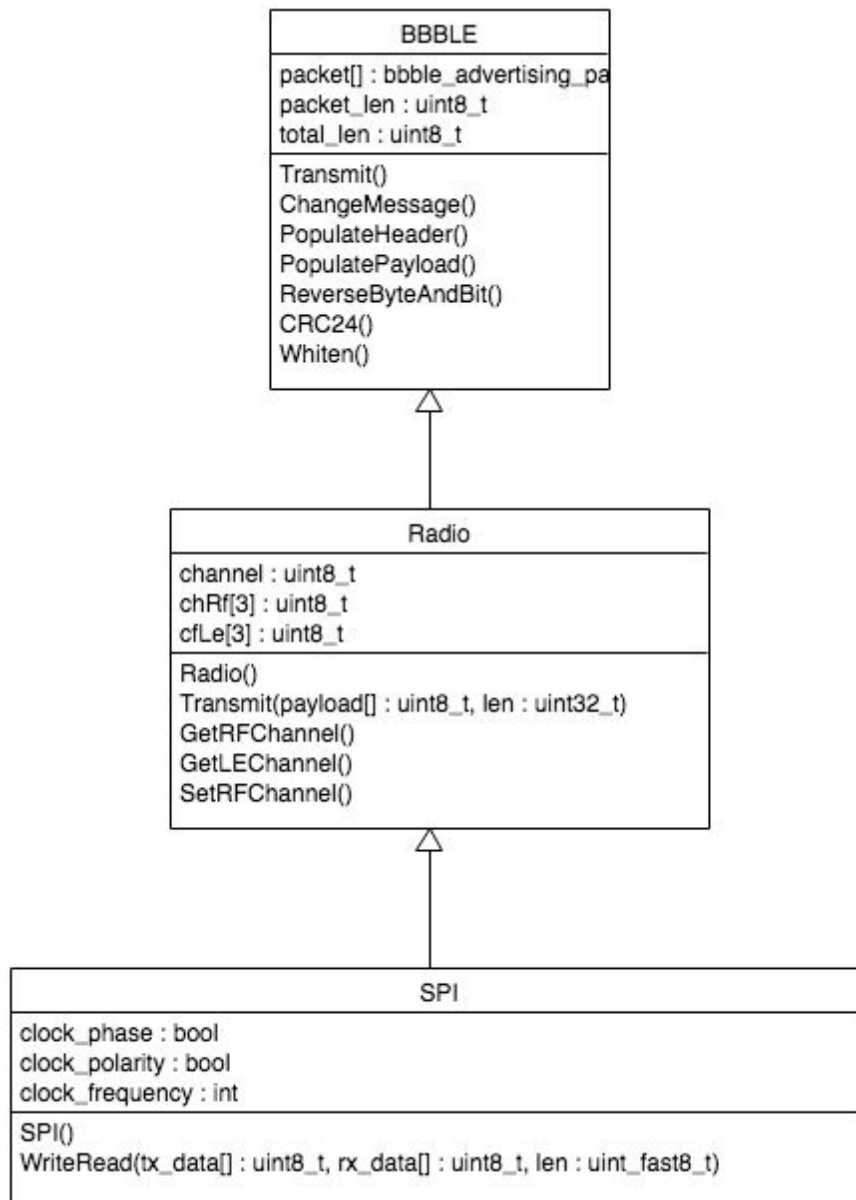 BBBLE
packet[] : bbble_advertising_pa
packet_len : uint8_t
total_len : uint8_t
Transmit()
ChangeMessage()
PopulateHeader()
PopulatePayload()
ReverseByteAndBit()
CRC24()
Whiten()
Radio
channel : uint8_t
chRf[3] : uint8_t
cfLe[3] : uint8_t
Radio()
Transmit(payload[] : uint8_t, len : uint32_t)
GetRFChannel()
GetLEChannel()
SetRFChannel()
SPI
clock_phase : bool
clock_polarity : bool
clock_frequency : int
SPI()
WriteRead(tx_data[] : uint8_t, rx_data[] : uint8_t, len : uint_fast8_t)